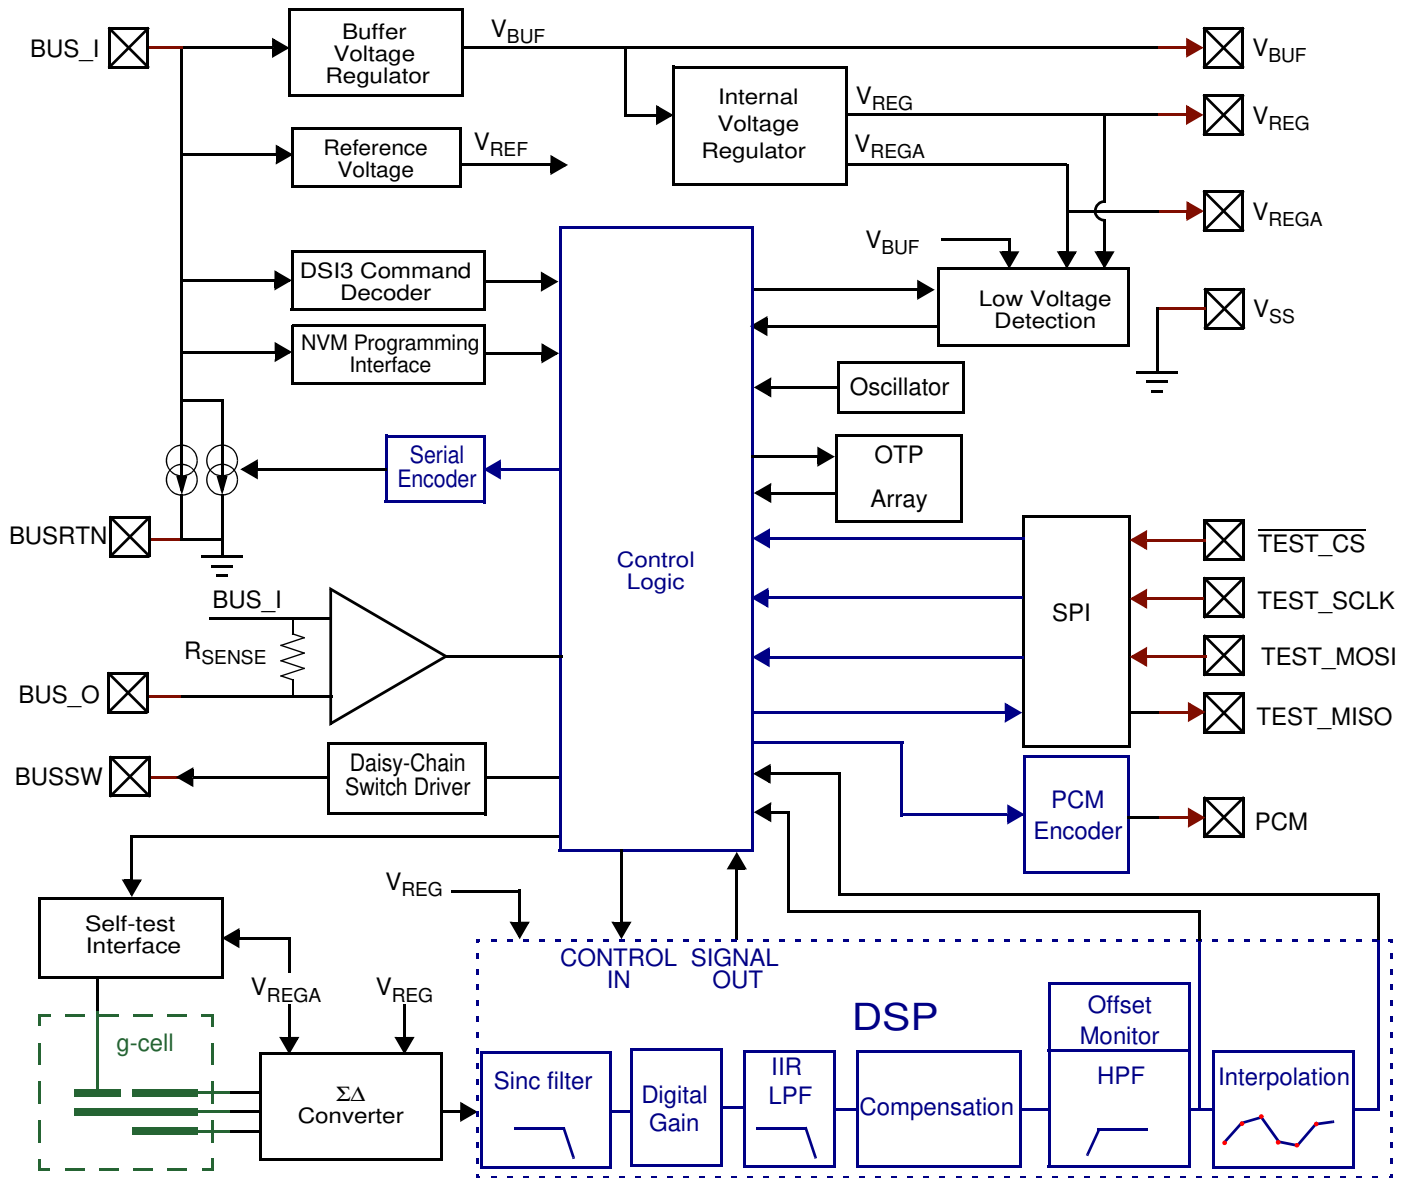 BUS_I
Buffer
Voltage
Regulator
VBUF
VBUF
Internal
Voltage
Regulator
VREG
VREGA
VREG
Reference
Voltage
VREF
VREGA
VBUF
DSI3 Command
Decoder
Low Voltage
Detection
VSS
NVM Programming
Interface
Oscillator
Serial
Encoder
OTP
Array
BUSRTN
Control
Logic
TEST_CS
BUS_I
RSENSE
SPI
TEST_SCLK
TEST_MOSI
BUS_O
TEST_MISO
BUSSW
Daisy-Chain
Switch Driver
PCM
Encoder
PCM
VREG
Self-test
Interface
CONTROL
IN
SIGNAL
OUT
VREGA
VREG
DSP
g-cell
ΣΔ
Converter
Sinc filter
Digital
Gain
IIR
LPF
Compensation
Offset
Monitor
HPF
Interpolation